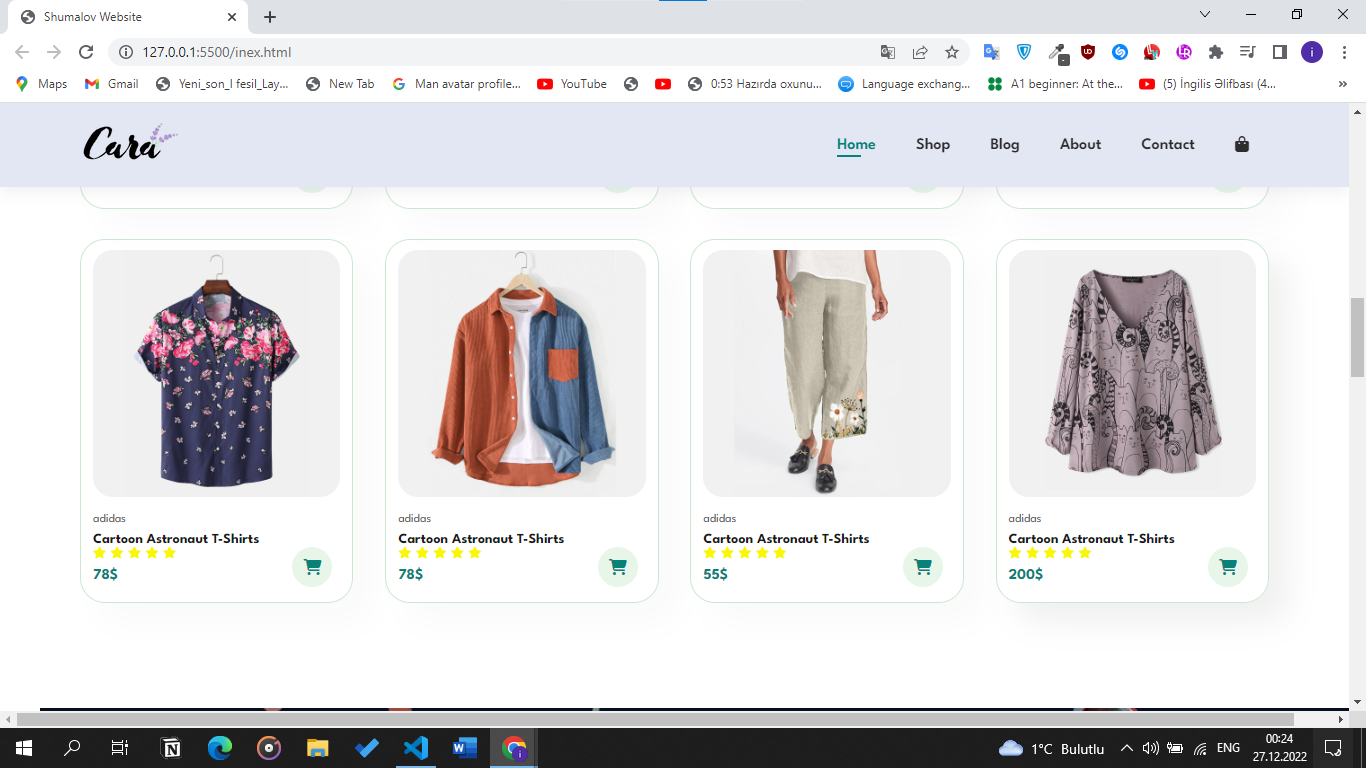 Shumalov Website
127.0.0.1:5500/inex.html
Maps Gmail Yeni_son_I fesil_Lay... New Tab Man avatar profile... YouTube 0:53 Hazırda oxunu... Language exchang... A1 beginner: At the... (5) İngilis Əlifbası (4... »
Cara Home Shop Blog About Contact
adidas adidas adidas adidas
Cartoon Astronaut T-Shirts Cartoon Astronaut T-Shirts Cartoon Astronaut T-Shirts Cartoon Astronaut T-Shirts
78$ 78$ 55$ 200$
1°C Bulutlu ENG 00:24
27.12.2022